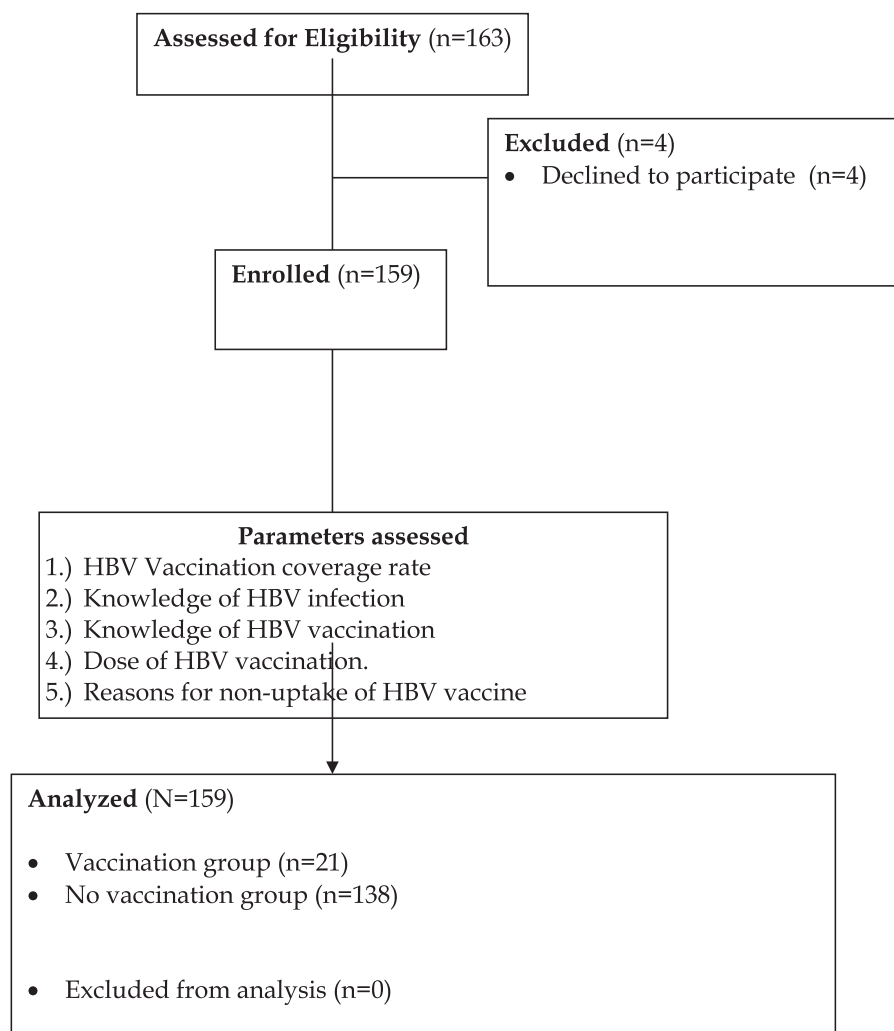 Assessed for Eligibility (n=163)
Excluded (n=4)
• Declined to participate (n=4)
Enrolled (n=159)
Parameters assessed
1.) HBV Vaccination coverage rate
2.) Knowledge of HBV infection
3.) Knowledge of HBV vaccination
4.) Dose of HBV vaccination.
5.) Reasons for non-uptake of HBV vaccine
Analyzed (N=159)
• Vaccination group (n=21)
• No vaccination group (n=138)
• Excluded from analysis (n=0)